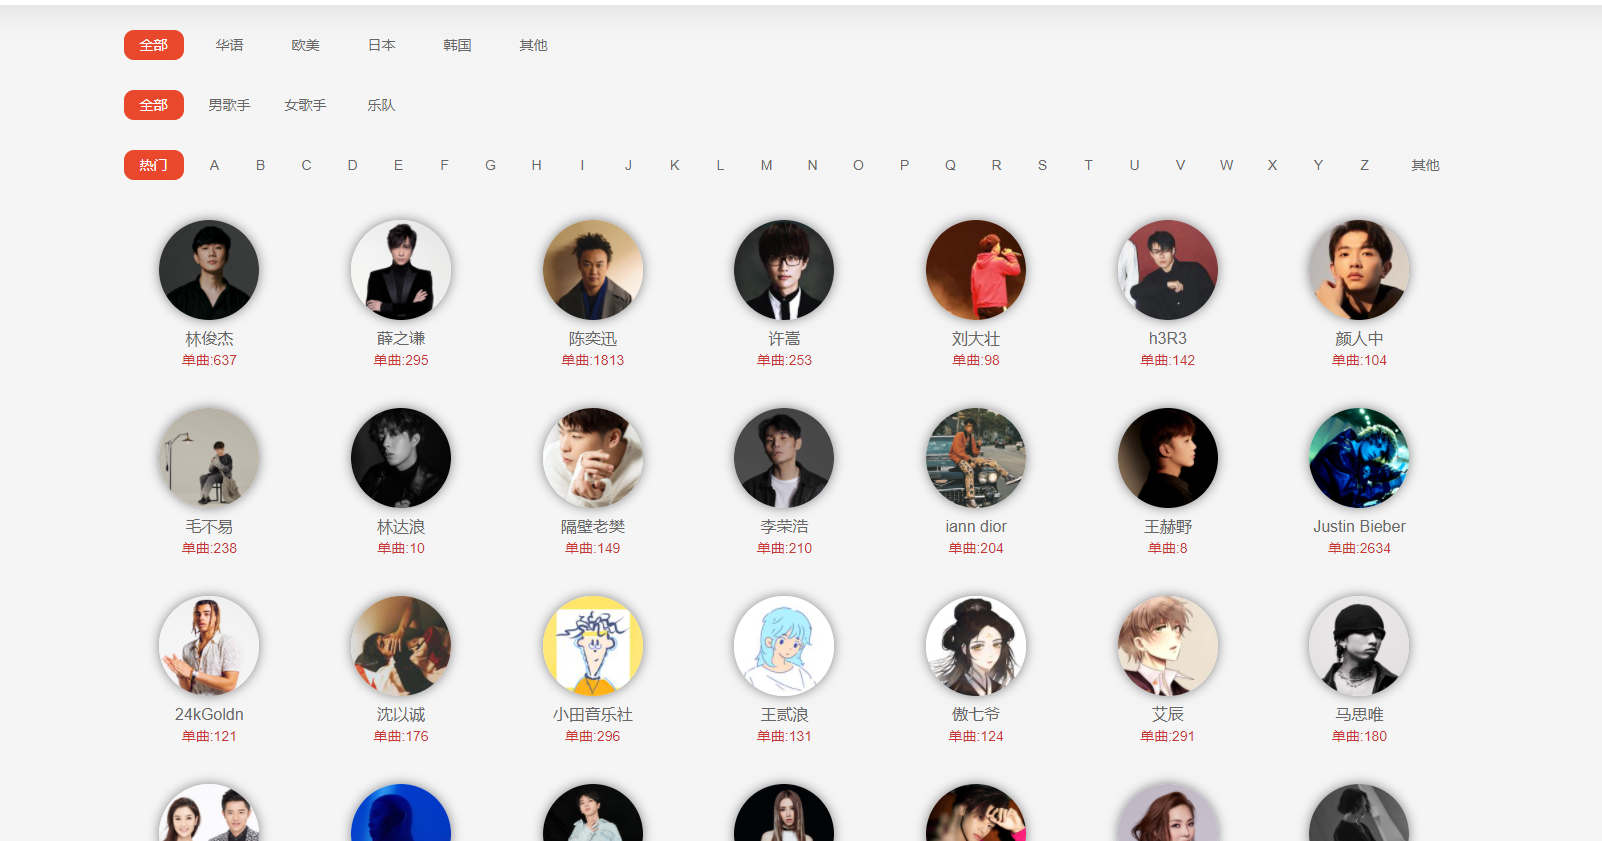 全部 华语 欧美 日本 韩国 其他
全部 男歌手 女歌手 乐队
热门 A B C D E F G H I J K L M N O P Q R S T U V W X Y Z 其他
林俊杰 薛之谦 陈奕迅 许嵩 刘大壮 h3R3 颜人中
单曲:637 单曲:295 单曲:1813 单曲:253 单曲:98 单曲:142 单曲:104
毛不易 林达浪 隔壁老樊 李荣浩 iann dior 王赫野 Justin Bieber
单曲:238 单曲:10 单曲:149 单曲:210 单曲:204 单曲:8 单曲:2634
24kGoldn 沈以诚 小田音乐社 王贰浪 傲七爷 艾辰 马思唯
单曲:121 单曲:176 单曲:296 单曲:131 单曲:124 单曲:291 单曲:180